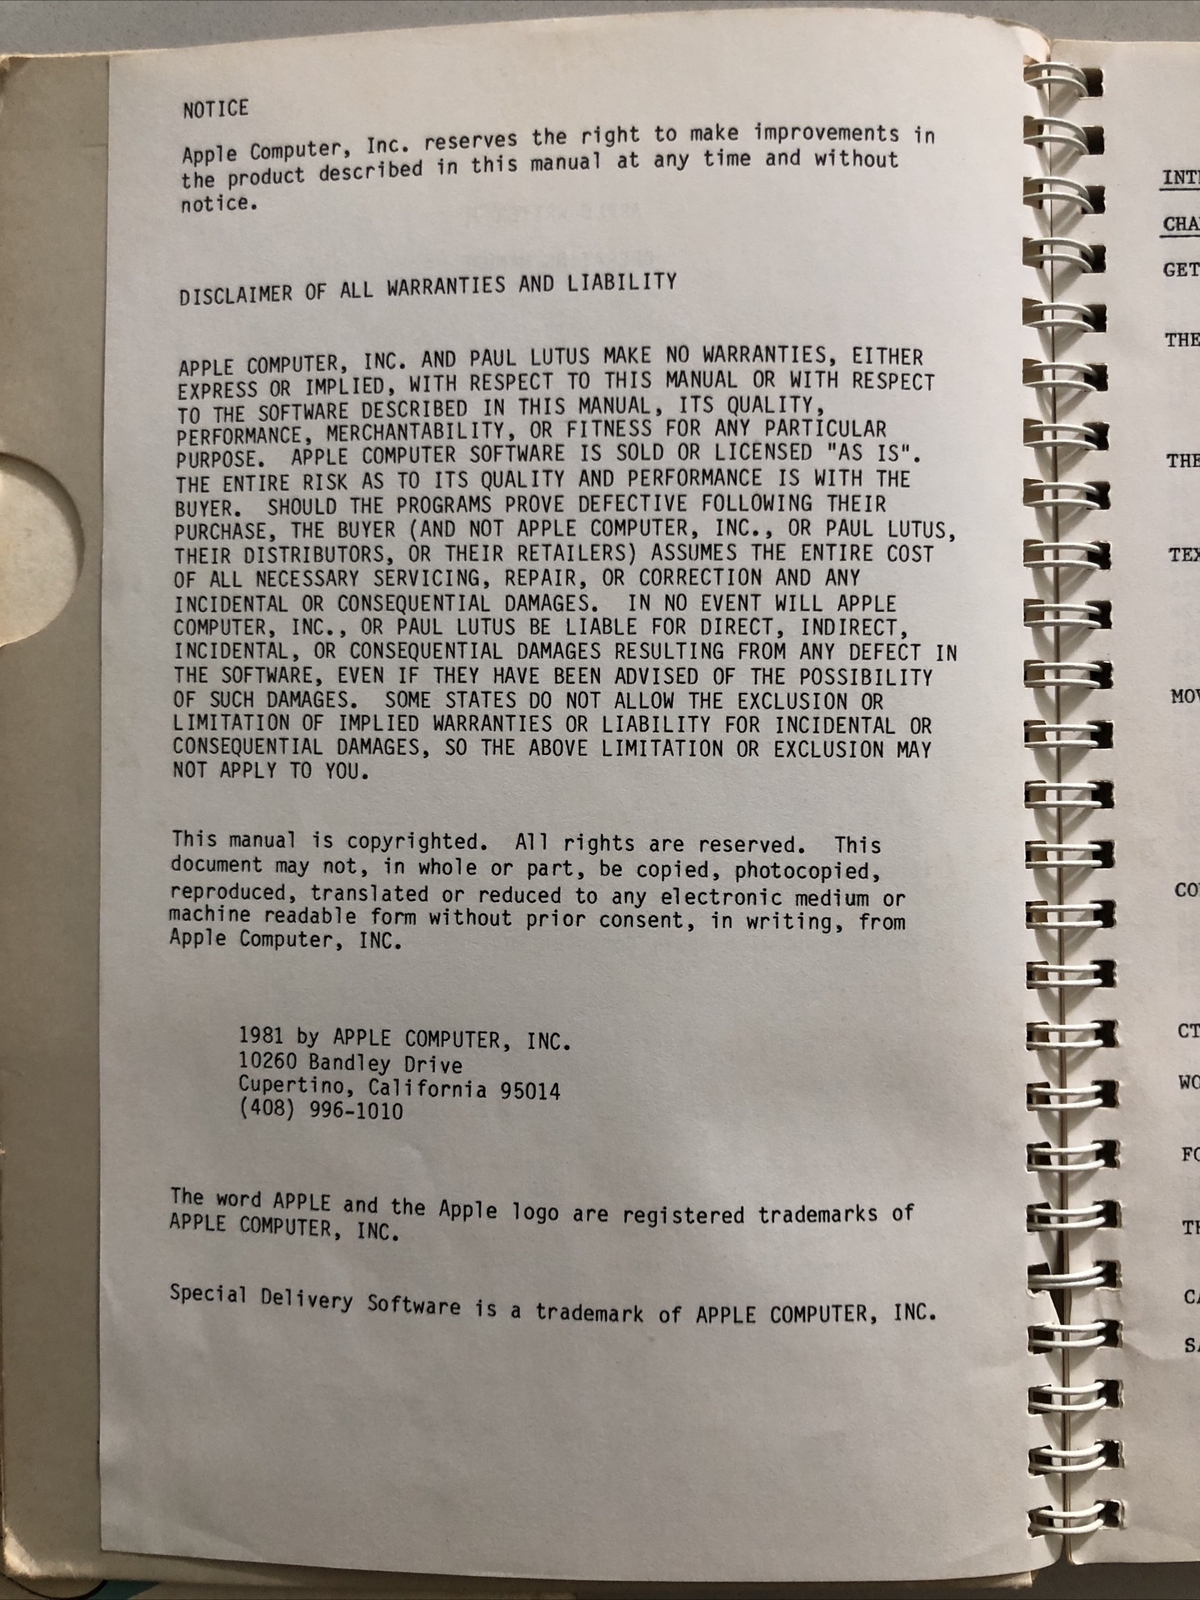 NOTICE
Apple Computer, Inc. reserves the right to make improvements in
the product described in this manual at any time and without
notice.
DISCLAIMER OF ALL WARRANTIES AND LIABILITY
APPLE COMPUTER, INC. AND PAUL LUTUS MAKE NO WARRANTIES, EITHER
EXPRESS OR IMPLIED, WITH RESPECT TO THIS MANUAL OR WITH RESPECT
TO THE SOFTWARE DESCRIBED IN THIS MANUAL, ITS QUALITY,
PERFORMANCE, MERCHANTABILITY, OR FITNESS FOR ANY PARTICULAR
PURPOSE.  APPLE COMPUTER SOFTWARE IS SOLD OR LICENSED "AS IS".
THE ENTIRE RISK AS TO ITS QUALITY AND PERFORMANCE IS WITH THE
BUYER.  SHOULD THE PROGRAMS PROVE DEFECTIVE FOLLOWING THEIR
PURCHASE, THE BUYER (AND NOT APPLE COMPUTER, INC., OR PAUL LUTUS,
THEIR DISTRIBUTORS, OR THEIR RETAILERS) ASSUMES THE ENTIRE COST
OF ALL NECESSARY SERVICING, REPAIR, OR CORRECTION AND ANY
INCIDENTAL OR CONSEQUENTIAL DAMAGES.  IN NO EVENT WILL APPLE
COMPUTER, INC., OR PAUL LUTUS BE LIABLE FOR DIRECT, INDIRECT,
INCIDENTAL, OR CONSEQUENTIAL DAMAGES RESULTING FROM ANY DEFECT IN
THE SOFTWARE, EVEN IF THEY HAVE BEEN ADVISED OF THE POSSIBILITY
OF SUCH DAMAGES.  SOME STATES DO NOT ALLOW THE EXCLUSION OR
LIMITATION OF IMPLIED WARRANTIES OR LIABILITY FOR INCIDENTAL OR
CONSEQUENTIAL DAMAGES, SO THE ABOVE LIMITATION OR EXCLUSION MAY
NOT APPLY TO YOU.
This manual is copyrighted.  All rights are reserved.  This
document may not, in whole or part, be copied, photocopied,
reproduced, translated or reduced to any electronic medium or
machine readable form without prior consent, in writing, from
Apple Computer, INC.
1981 by APPLE COMPUTER, INC.
10260 Bandley Drive
Cupertino, California 95014
(408) 996-1010
The word APPLE and the Apple logo are registered trademarks of
APPLE COMPUTER, INC.
Special Delivery Software is a trademark of APPLE COMPUTER, INC.
GET
THE
THE